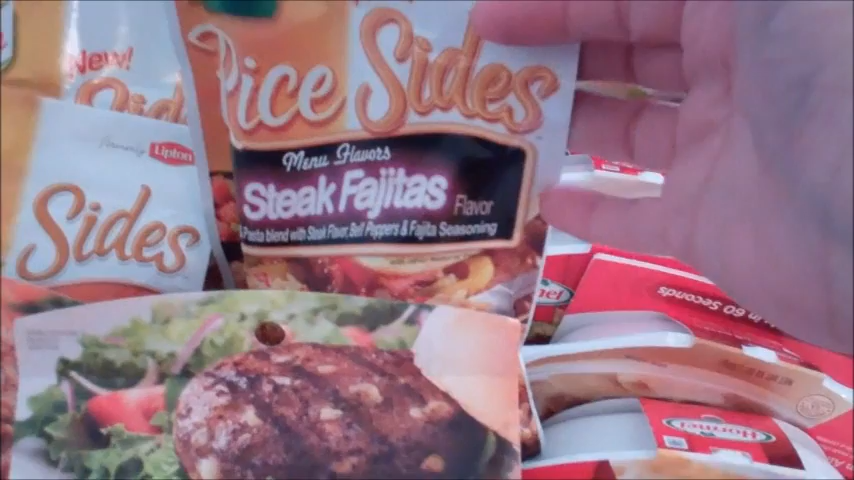 Rice Sides
Menu Flavors
Steak Fajitas Flavor
Pasta blend with Steak Flavor, Bell Peppers & Fajita Seasoning
New!
Sides
formerly Lipton
Sides
in 60 Seconds
Hormel